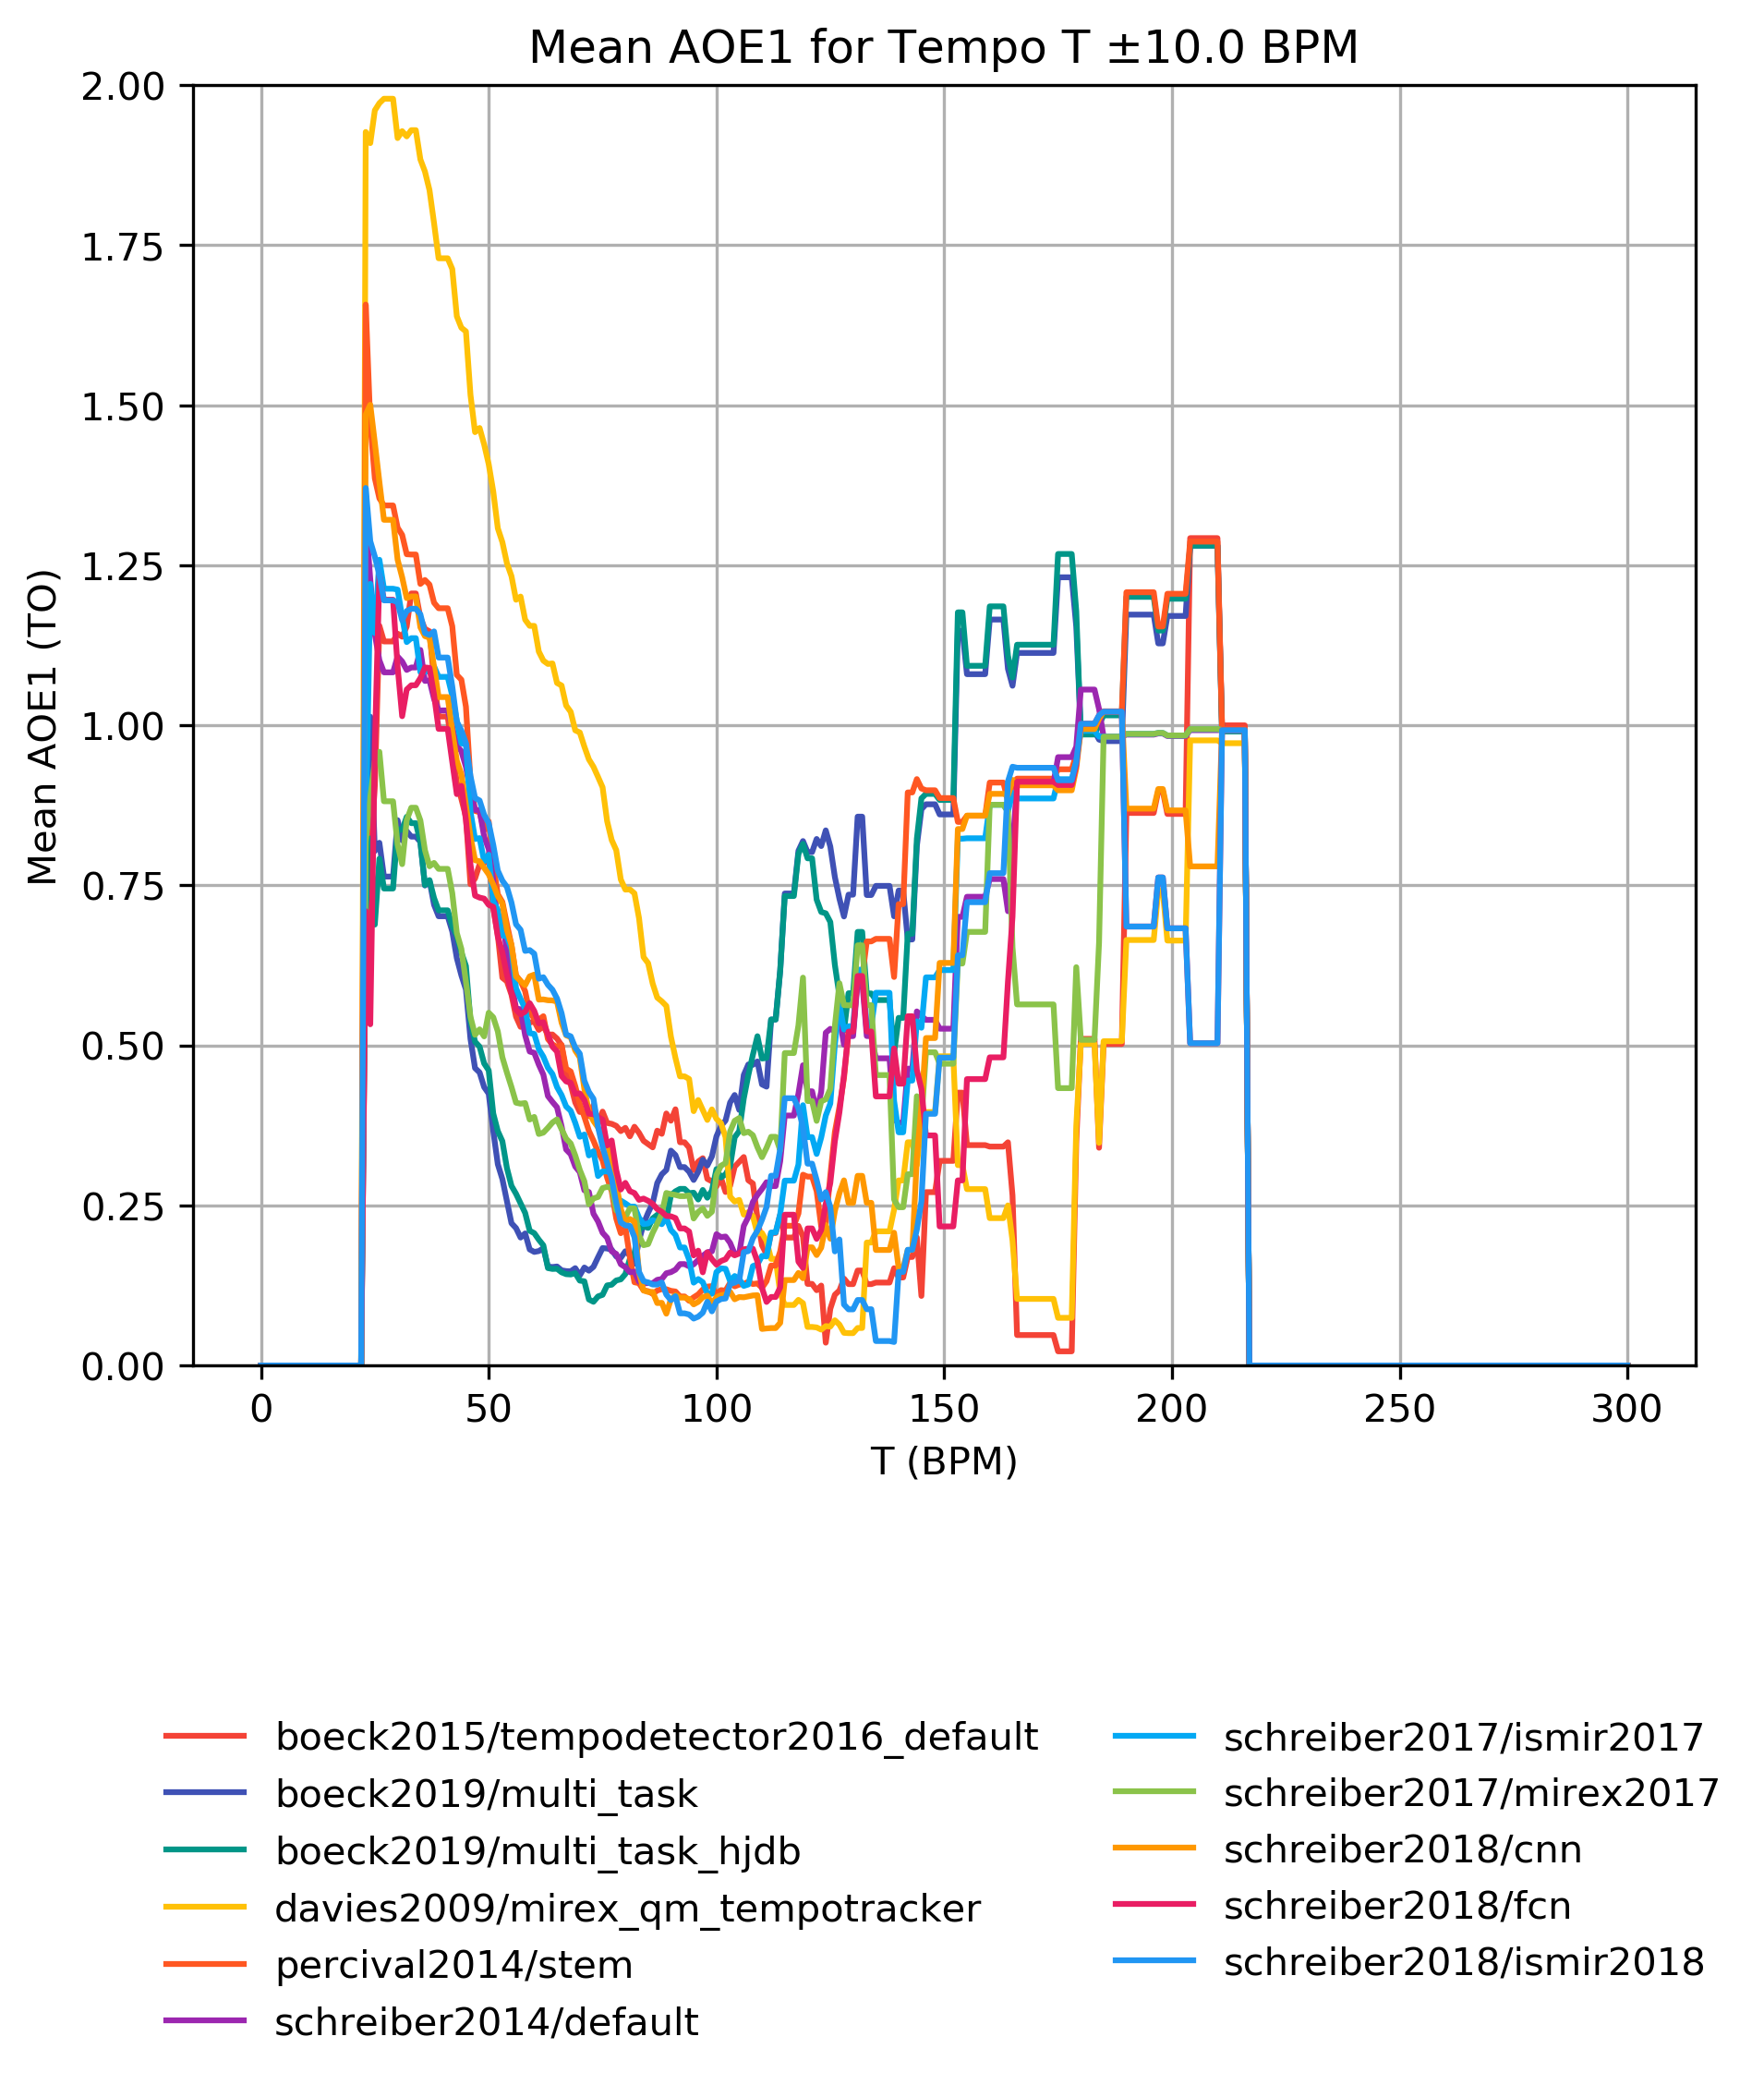 Mean AOE1 for Tempo T ±10.0 BPM
2.00
1.75
1.50
1.25
1.00
0.75
0.50
0.25
0.00
Mean AOE1 (TO)
0 50 100 150 200 250 300
T (BPM)
boeck2015/tempodetector2016_default
boeck2019/multi_task
boeck2019/multi_task_hjdb
davies2009/mirex_qm_tempotracker
percival2014/stem
schreiber2014/default
schreiber2017/ismir2017
schreiber2017/mirex2017
schreiber2018/cnn
schreiber2018/fcn
schreiber2018/ismir2018